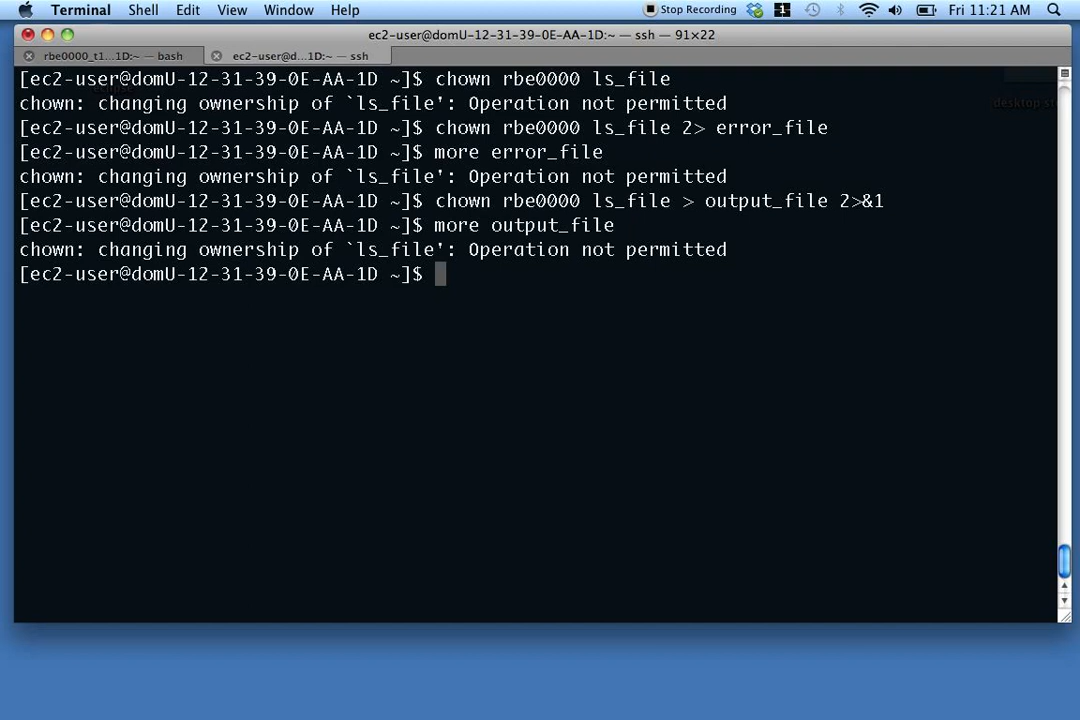 Terminal Shell Edit View Window Help Stop Recording 1 Fri 11:21 AM
ec2-user@domU-12-31-39-0E-AA-1D:~ — ssh — 91×22
rbe0000_t1...1D:~ — bash ec2-user@d...1D:~ — ssh
[ec2-user@domU-12-31-39-0E-AA-1D ~]$ chown rbe0000 ls_file
chown: changing ownership of `ls_file': Operation not permitted
[ec2-user@domU-12-31-39-0E-AA-1D ~]$ chown rbe0000 ls_file 2> error_file
[ec2-user@domU-12-31-39-0E-AA-1D ~]$ more error_file
chown: changing ownership of `ls_file': Operation not permitted
[ec2-user@domU-12-31-39-0E-AA-1D ~]$ chown rbe0000 ls_file > output_file 2>&1
[ec2-user@domU-12-31-39-0E-AA-1D ~]$ more output_file
chown: changing ownership of `ls_file': Operation not permitted
[ec2-user@domU-12-31-39-0E-AA-1D ~]$